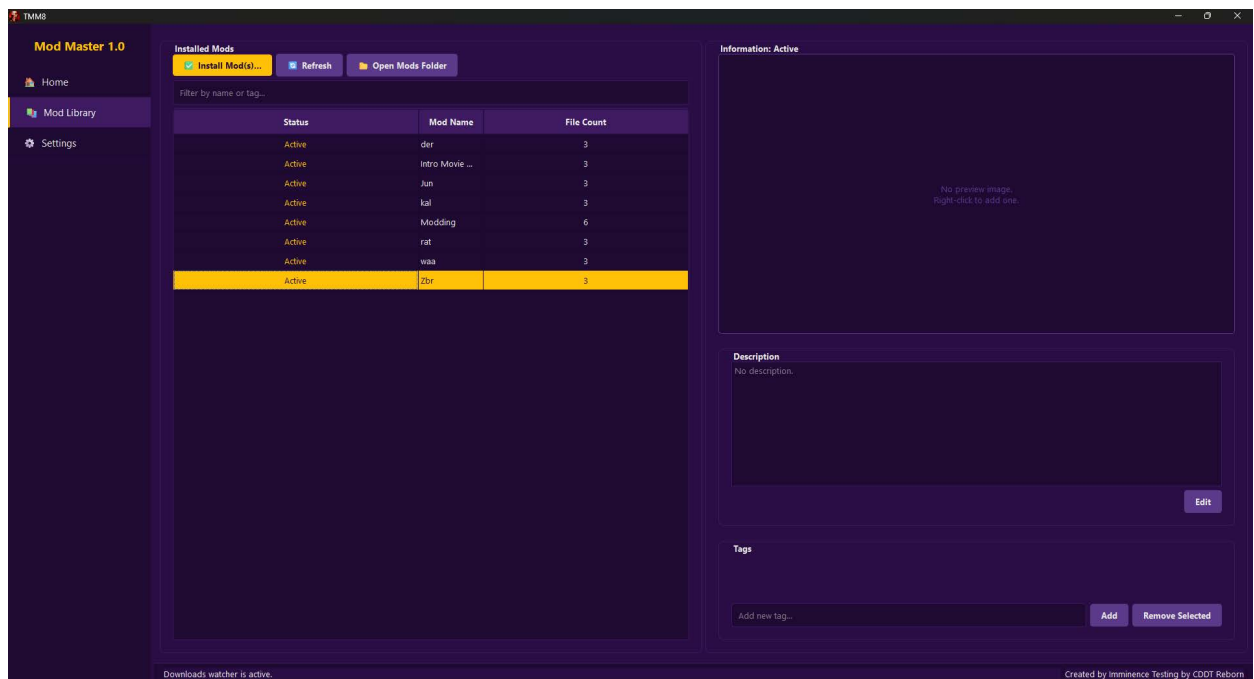 TMM8
Mod Master 1.0
Home
Mod Library
Settings
Installed Mods
Install Mod(s)...
Refresh
Open Mods Folder
Filter by name or tag...
Status Mod Name File Count
Active der 3
Active Intro Movie ... 3
Active Jun 3
Active kal 3
Active Modding 6
Active rat 3
Active waa 3
Active Zbr 3
Information: Active
No preview image.
Right-click to add one.
Description
No description.
Edit
Tags
Add new tag...
Add
Remove Selected
Downloads watcher is active.
Created by Imminence Testing by CDDT Reborn